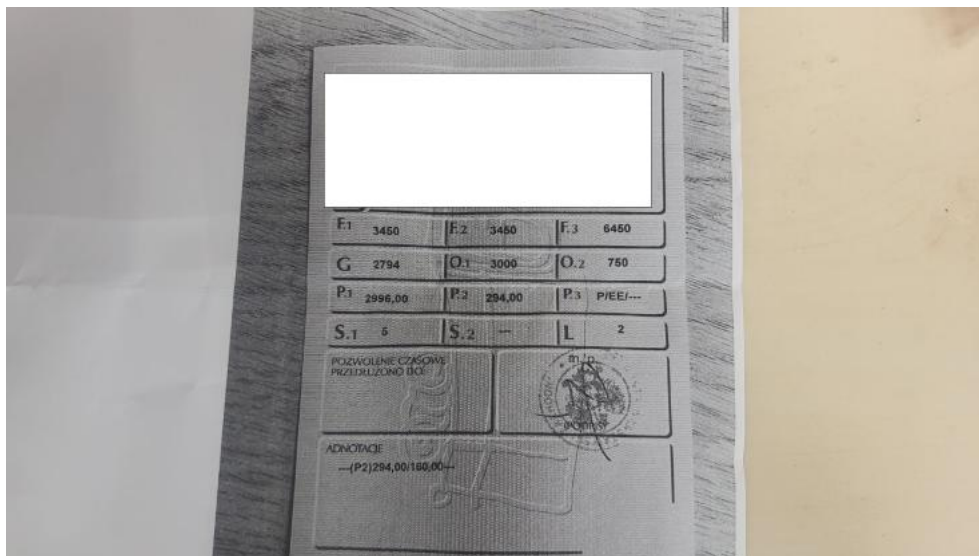 F.1 3450 F.2 3450 F.3 6450
G 2794 O.1 3000 O.2 750
P.1 2996,00 P.2 294,00 P.3 P/EE/---
S.1 5 S.2 --- L 2
POZWOLENIE CZASOWE
PRZEDŁUŻONO DO:
m.p.
podpis
ADNOTACJE
---(P2)294,00/160,00---